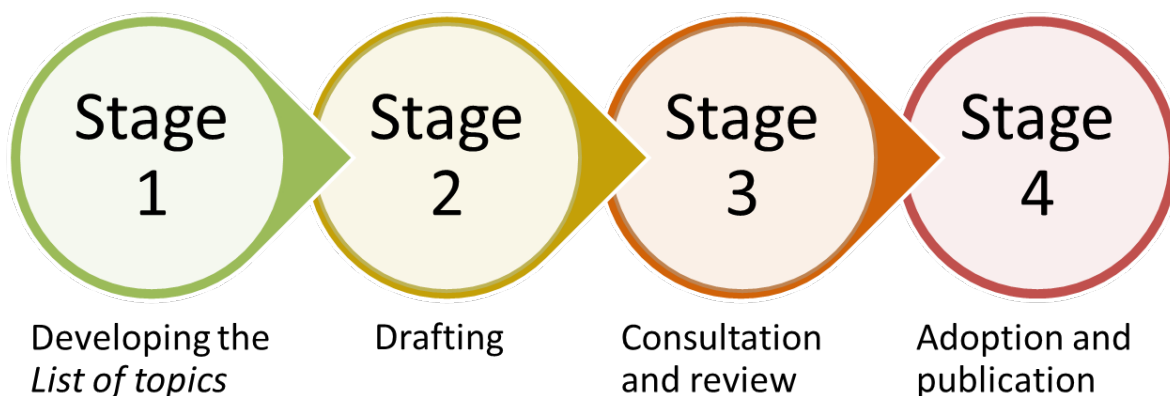 Stage
1
Stage
2
Stage
3
Stage
4
Developing the
List of topics
Drafting
Consultation
and review
Adoption and
publication